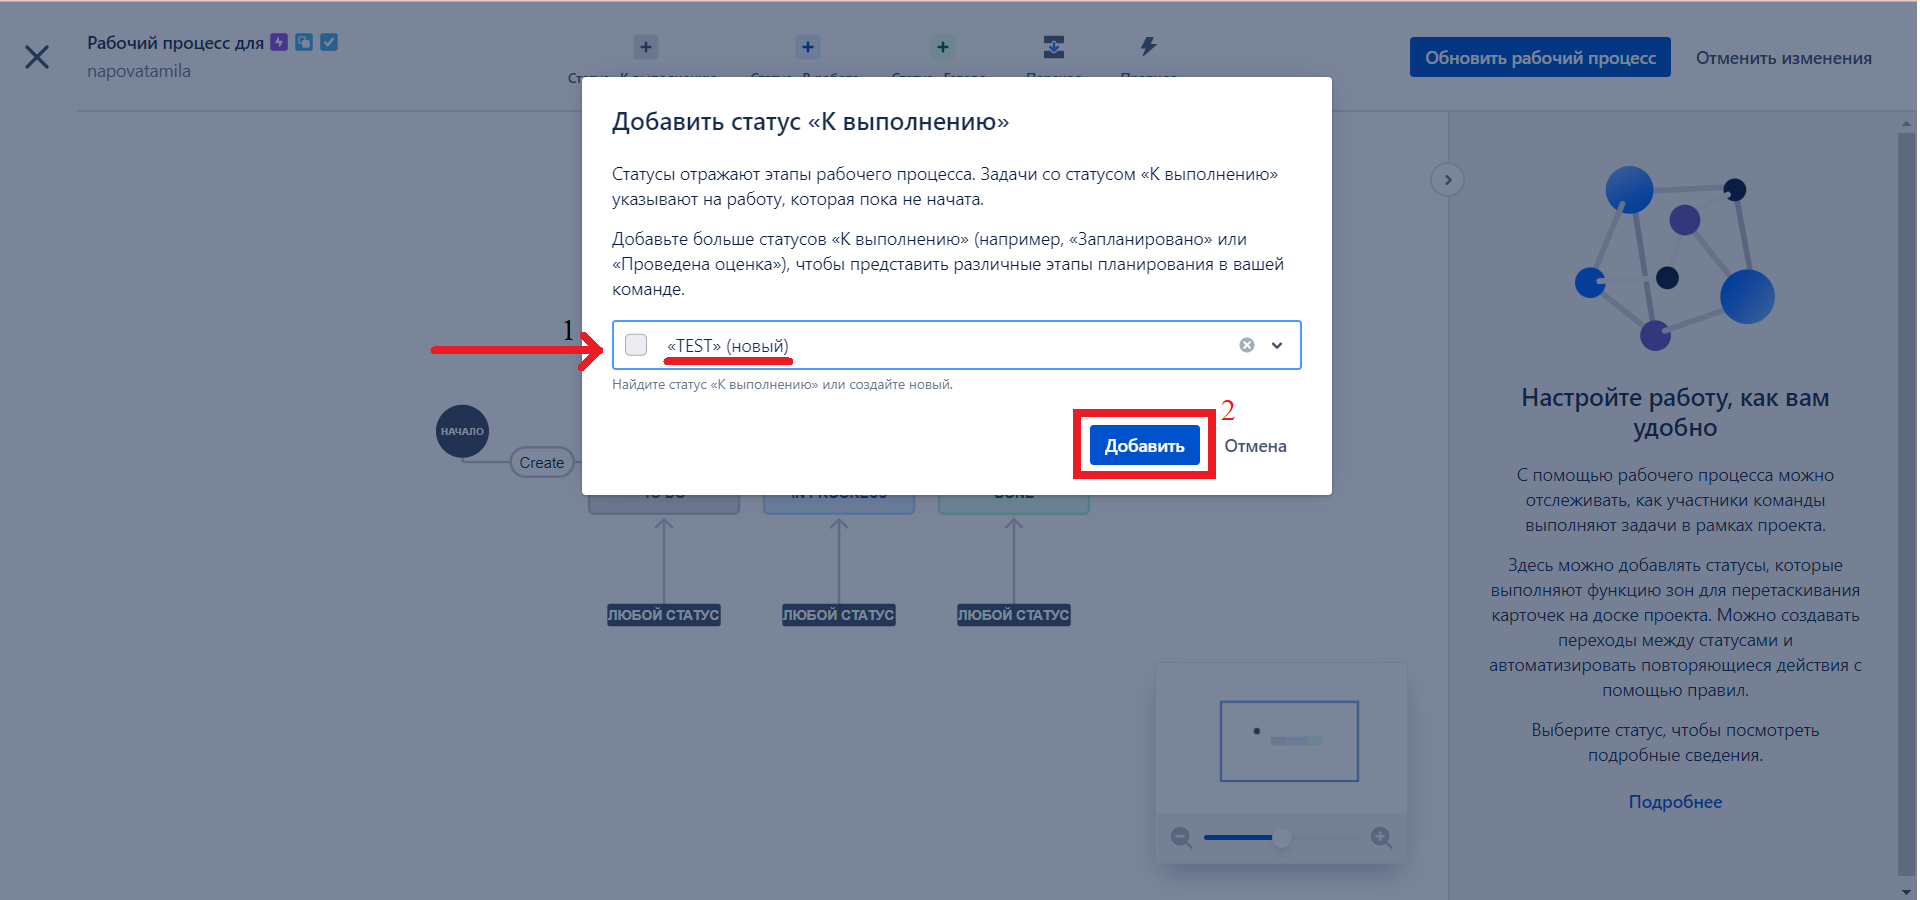 Рабочий процесс для
napovatamila
Обновить рабочий процесс
Отменить изменения
Добавить статус «К выполнению»
Статусы отражают этапы рабочего процесса. Задачи со статусом «К выполнению»
указывают на работу, которая пока не начата.
Добавьте больше статусов «К выполнению» (например, «Запланировано» или
«Проведена оценка»), чтобы представить различные этапы планирования в вашей
команде.
1
«TEST» (новый)
Найдите статус «К выполнению» или создайте новый.
2
Добавить
Отмена
НАЧАЛО
Create
ЛЮБОЙ СТАТУС
ЛЮБОЙ СТАТУС
ЛЮБОЙ СТАТУС
Настройте работу, как вам
удобно
С помощью рабочего процесса можно
отслеживать, как участники команды
выполняют задачи в рамках проекта.
Здесь можно добавлять статусы, которые
выполняют функцию зон для перетаскивания
карточек на доске проекта. Можно создавать
переходы между статусами и
автоматизировать повторяющиеся действия с
помощью правил.
Выберите статус, чтобы посмотреть
подробные сведения.
Подробнее